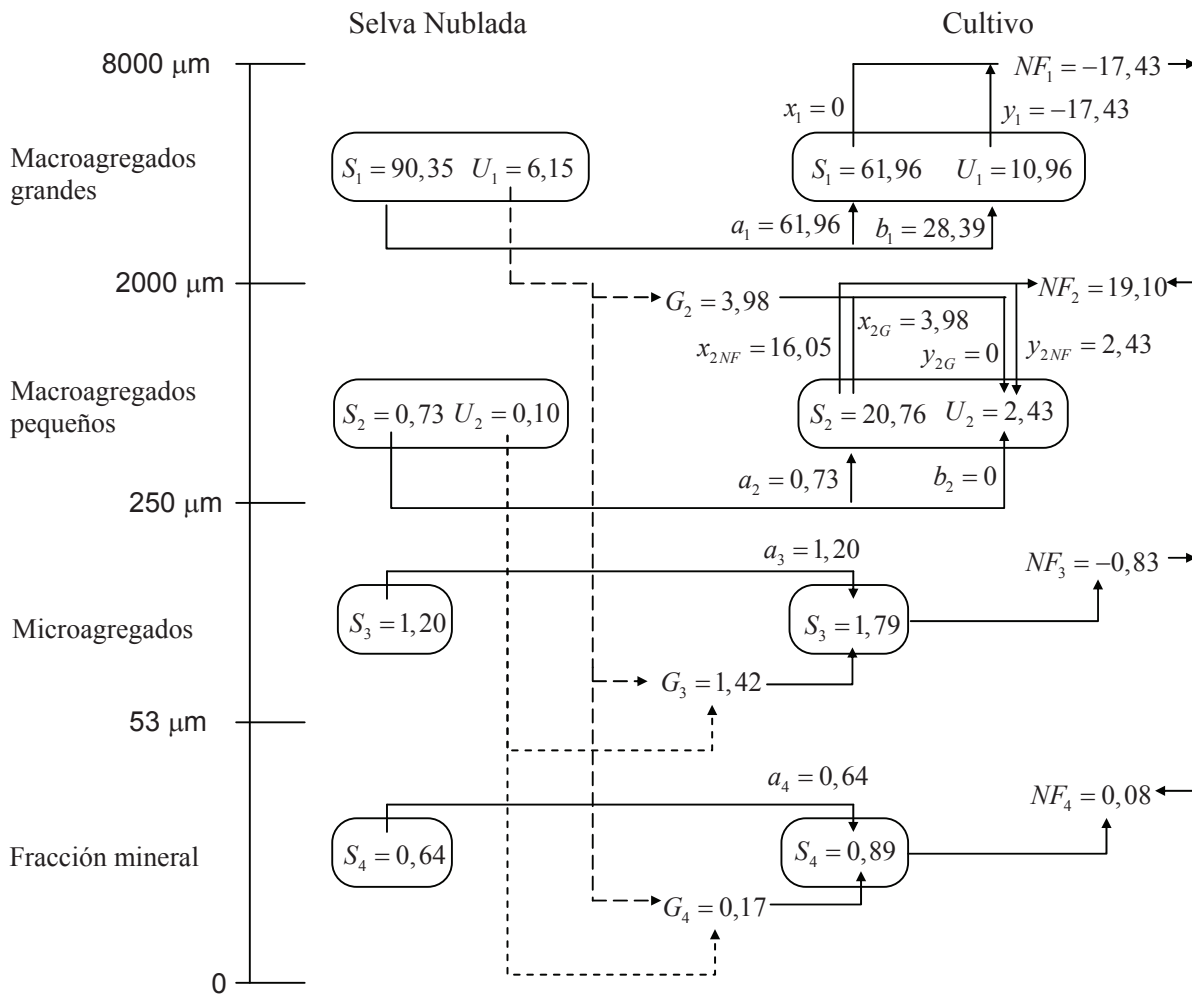 Selva Nublada
Cultivo
8000 μm
NF₁ = −17,43
x₁ = 0
y₁ = −17,43
Macroagregados
grandes
S₁ = 90,35 U₁ = 6,15
S₁ = 61,96 U₁ = 10,96
a₁ = 61,96
b₁ = 28,39
2000 μm
G₂ = 3,98
NF₂ = 19,10
x₂G = 3,98
x₂NF = 16,05
y₂G = 0
y₂NF = 2,43
Macroagregados
pequeños
S₂ = 0,73 U₂ = 0,10
S₂ = 20,76 U₂ = 2,43
a₂ = 0,73
b₂ = 0
250 μm
a₃ = 1,20
NF₃ = −0,83
Microagregados
S₃ = 1,20
S₃ = 1,79
G₃ = 1,42
53 μm
a₄ = 0,64
NF₄ = 0,08
Fracción mineral
S₄ = 0,64
S₄ = 0,89
G₄ = 0,17
0